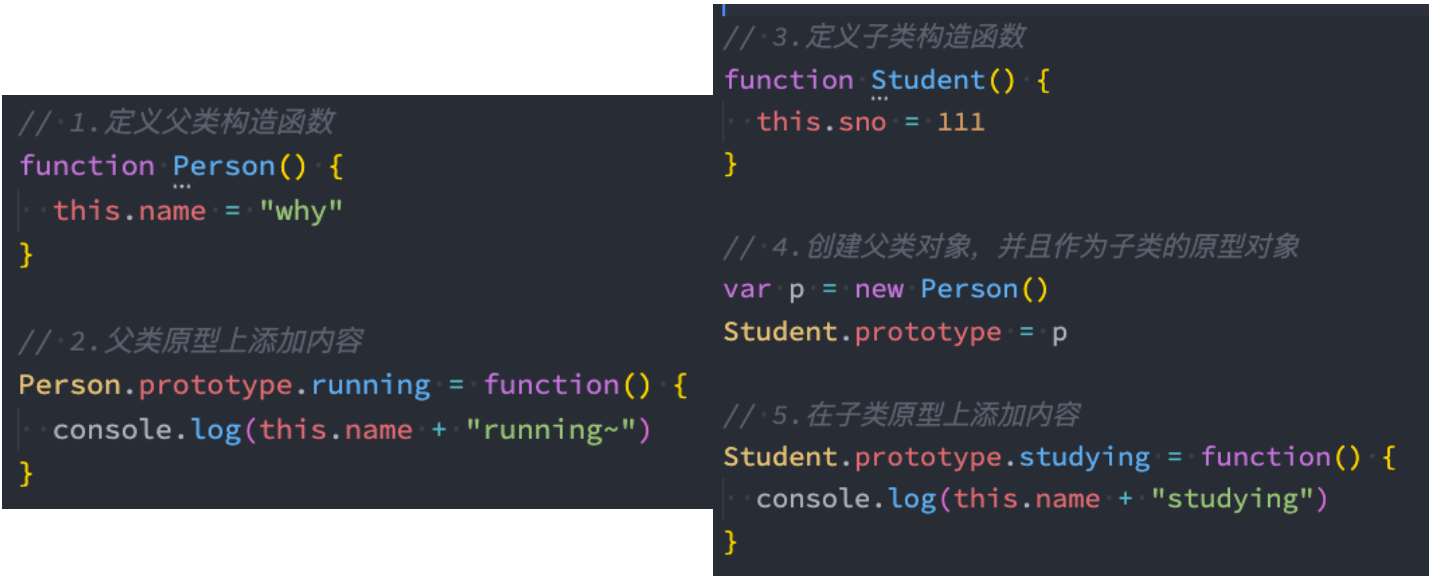 // 1.定义父类构造函数
function Person() {
  this.name = "why"
}
// 2.父类原型上添加内容
Person.prototype.running = function() {
  console.log(this.name + "running~")
}
// 3.定义子类构造函数
function Student() {
  this.sno = 111
}
// 4.创建父类对象, 并且作为子类的原型对象
var p = new Person()
Student.prototype = p
// 5.在子类原型上添加内容
Student.prototype.studying = function() {
  console.log(this.name + "studying")
}